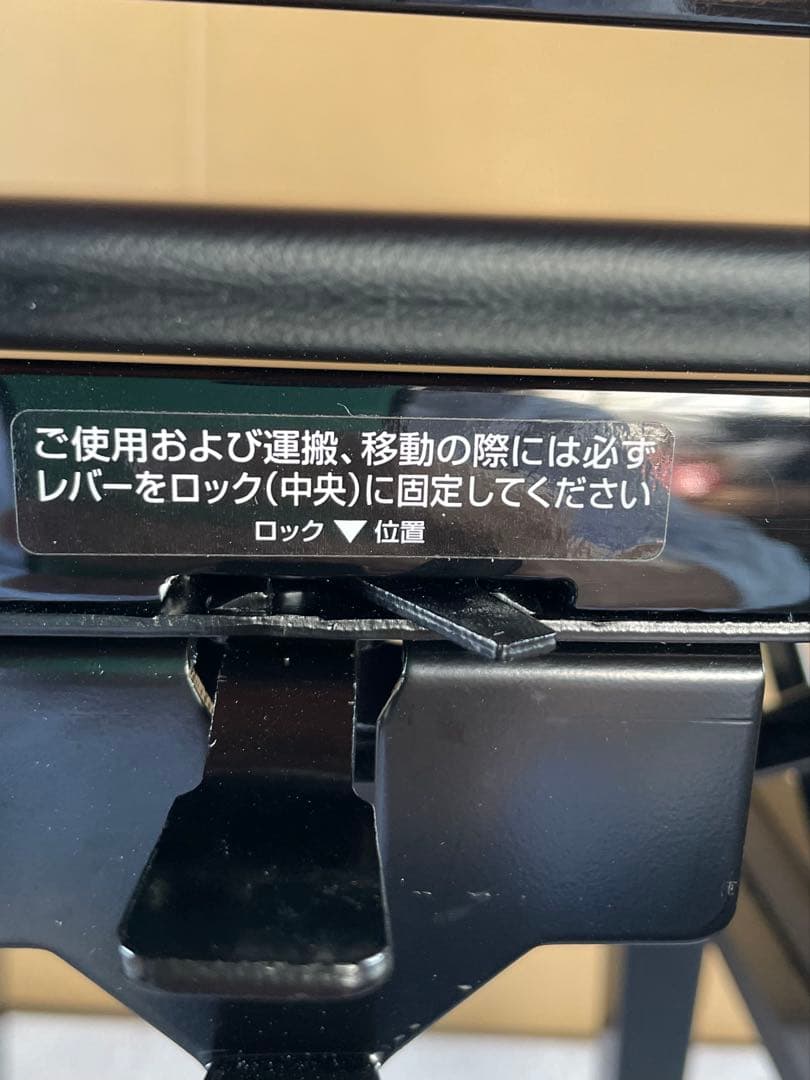 ご使用および運搬、移動の際には必ず
レバーをロック(中央)に固定してください
ロック▼位置